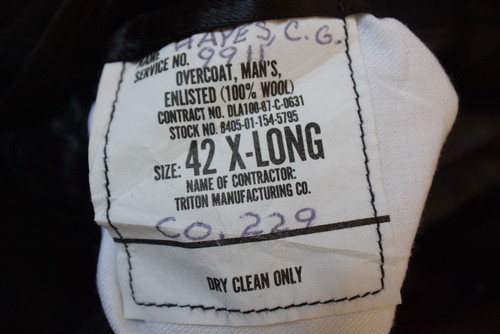 NAME HAYES, C.G.
SERVICE NO. 9911
OVERCOAT, MAN'S,
ENLISTED (100% WOOL)
CONTRACT NO. DLA100-87-C-0631
STOCK NO. 8405-01-154-5795
SIZE: 42 X-LONG
NAME OF CONTRACTOR:
TRITON MANUFACTURING CO.
CO. 229
DRY CLEAN ONLY